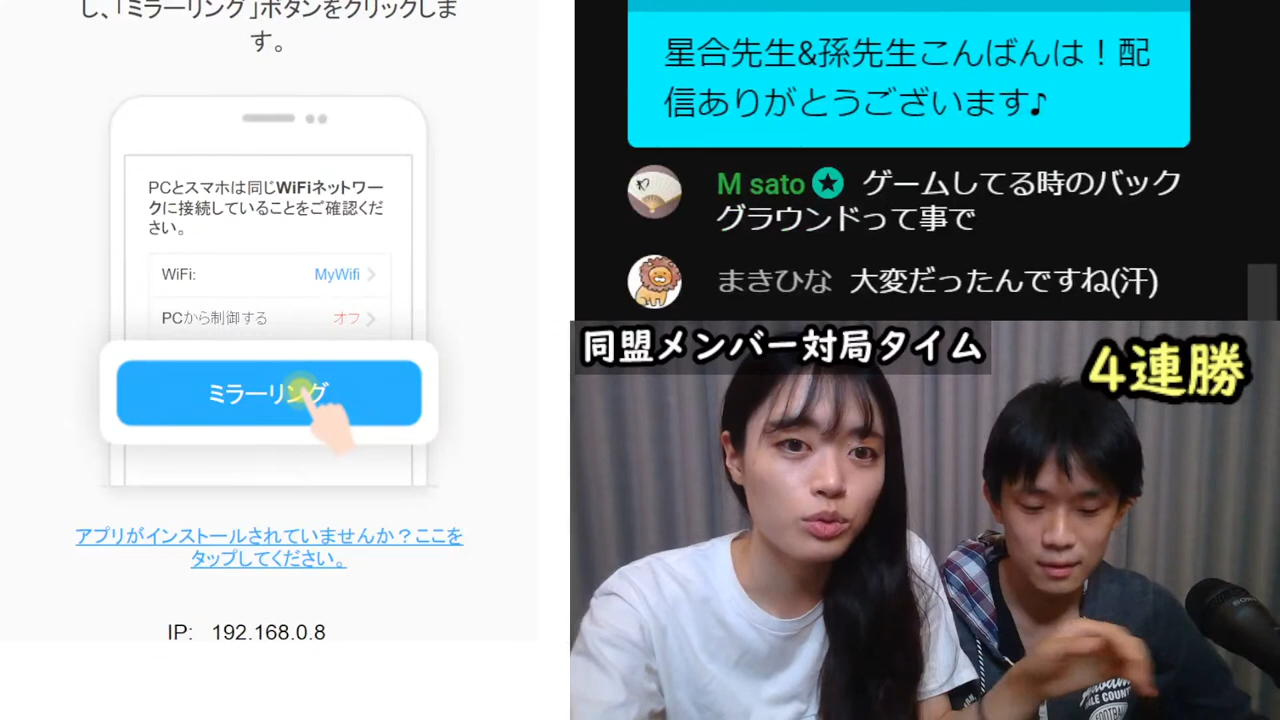 し、「ミラーリング」ボタンをクリックしま
す。
PCとスマホは同じWiFiネットワー
クに接続していることをご確認くだ
さい。
WiFi: MyWifi
PCから制御する オフ
ミラーリング
アプリがインストールされていませんか？ここを
タップしてください。
IP: 192.168.0.8
星合先生&孫先生こんばんは！配
信ありがとうございます♪
M sato ゲームしてる時のバック
グラウンドって事で
まきひな 大変だったんですね(汗)
同盟メンバー対局タイム
4連勝
SONY
ALE COUNT
FOOTBALL